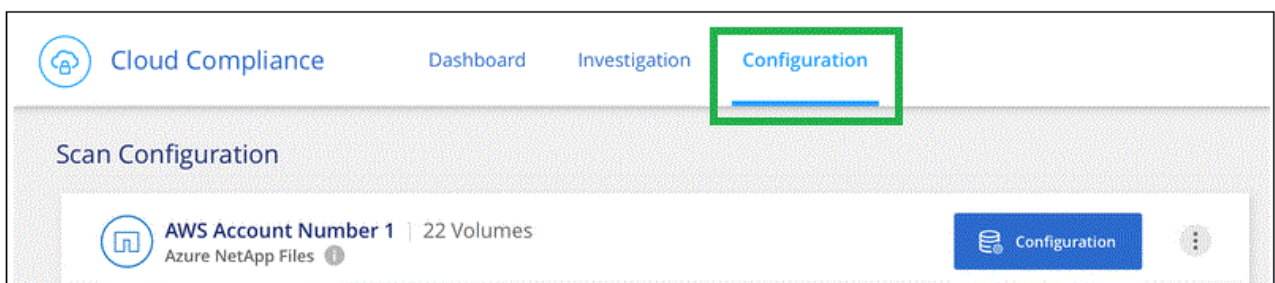 Cloud Compliance Dashboard Investigation Configuration
Scan Configuration
AWS Account Number 1 | 22 Volumes
Azure NetApp Files i
Configuration